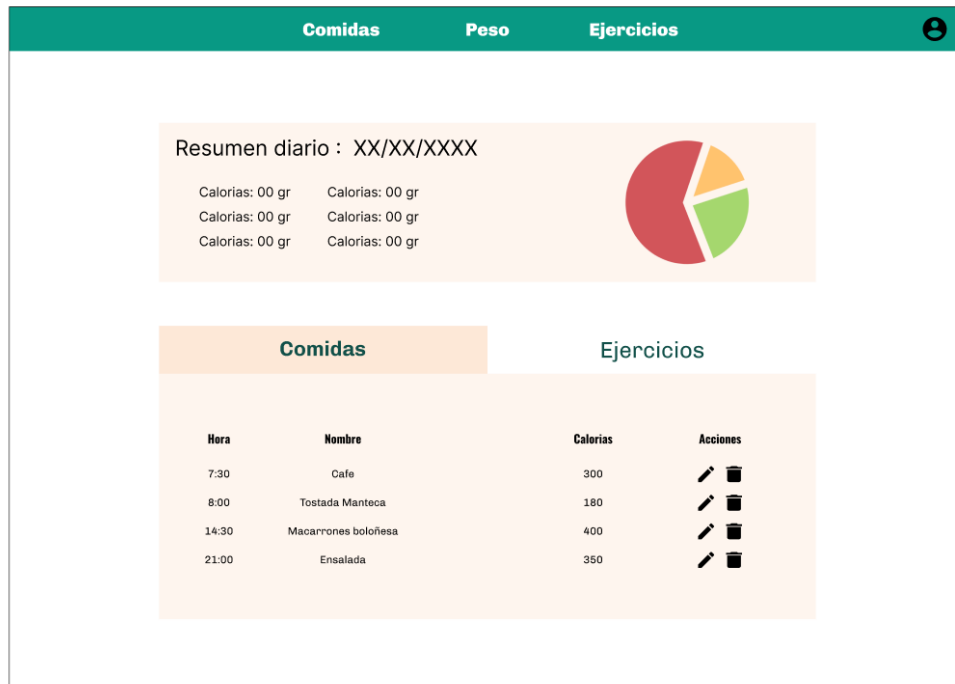 Comidas Peso Ejercicios
Resumen diario : XX/XX/XXXX
Calorias: 00 gr Calorias: 00 gr
Calorias: 00 gr Calorias: 00 gr
Calorias: 00 gr Calorias: 00 gr
Comidas Ejercicios
Hora Nombre Calorias Acciones
7:30 Cafe 300
8:00 Tostada Manteca 180
14:30 Macarrones boloñesa 400
21:00 Ensalada 350